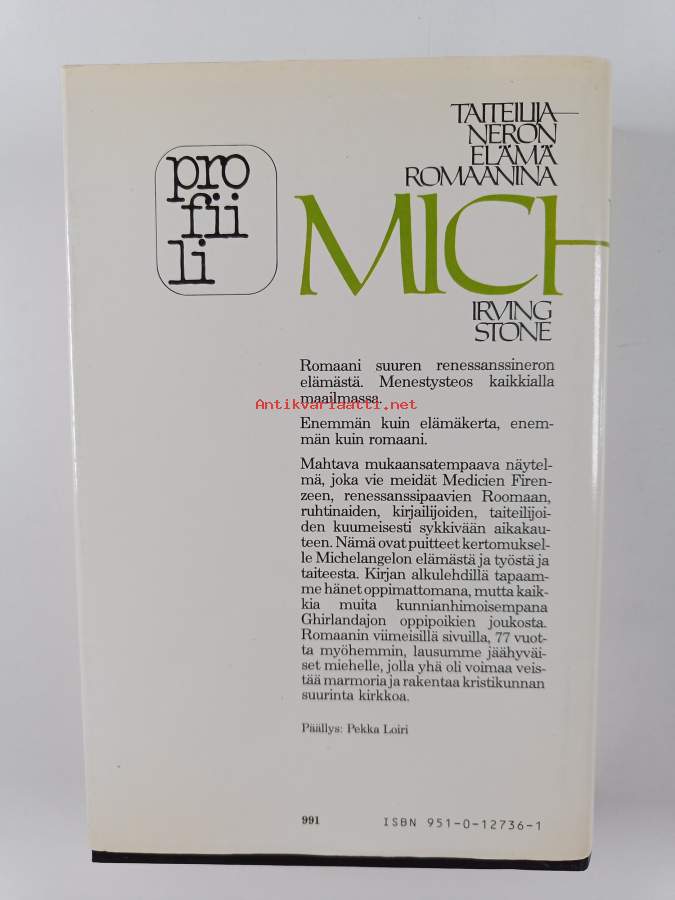 pro
fii
li
TAITEILIJA-
NERON
ELÄMÄ
ROMAANINA
MICH
IRVING
STONE
Romaani suuren renessanssineron
elämästä. Menestysteos kaikkialla
maailmassa.
Antikvariaatti.net
Enemmän kuin elämäkerta, enem-
män kuin romaani.
Mahtava mukaansatempaava näytel-
mä, joka vie meidät Medicien Firen-
zeen, renessanssipaavien Roomaan,
ruhtinaiden, kirjailijoiden, taiteilijoi-
den kuumeisesti sykkivään aikakau-
teen. Nämä ovat puitteet kertomuksel-
le Michelangelon elämästä ja työstä ja
taiteesta. Kirjan alkulehdillä tapaam-
me hänet oppimattomana, mutta kaik-
kia muita kunnianhimoisempana
Ghirlandajon oppipoikien joukosta.
Romaanin viimeisillä sivuilla, 77 vuot-
ta myöhemmin, lausumme jäähyväi-
set miehelle, jolla yhä oli voimaa veis-
tää marmoria ja rakentaa kristikunnan
suurinta kirkkoa.
Päällys: Pekka Loiri
991 ISBN 951-0-12736-1